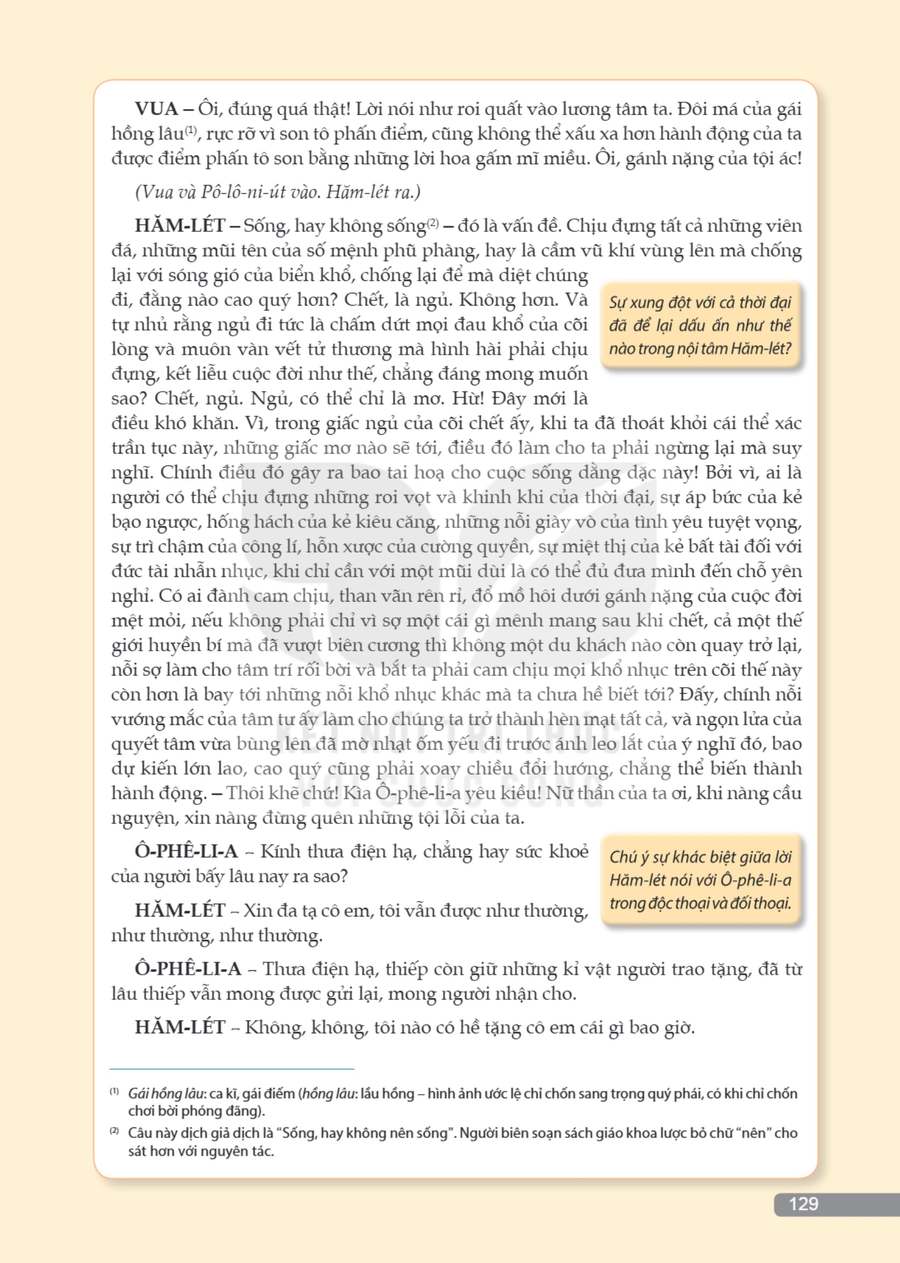 VUA – Ôi, đúng quá thật! Lời nói như roi quất vào lương tâm ta. Đôi má của gái
hồng lâu(1), rực rỡ vì son tô phấn điểm, cũng không thể xấu xa hơn hành động của ta
được điểm phấn tô son bằng những lời hoa gấm mĩ miều. Ôi, gánh nặng của tội ác!
(Vua và Pô-lô-ni-út vào. Hăm-lét ra.)
HĂM-LÉT – Sống, hay không sống(2) – đó là vấn đề. Chịu đựng tất cả những viên
đá, những mũi tên của số mệnh phũ phàng, hay là cầm vũ khí vùng lên mà chống
lại với sóng gió của biển khổ, chống lại để mà diệt chúng
đi, đằng nào cao quý hơn? Chết, là ngủ. Không hơn. Và
tự nhủ rằng ngủ đi tức là chấm dứt mọi đau khổ của cõi
lòng và muôn vàn vết tử thương mà hình hài phải chịu
đựng, kết liễu cuộc đời như thế, chẳng đáng mong muốn
sao? Chết, ngủ. Ngủ, có thể chỉ là mơ. Hừ! Đây mới là
điều khó khăn. Vì, trong giấc ngủ của cõi chết ấy, khi ta đã thoát khỏi cái thể xác
trần tục này, những giấc mơ nào sẽ tới, điều đó làm cho ta phải ngừng lại mà suy
nghĩ. Chính điều đó gây ra bao tai hoạ cho cuộc sống dằng dặc này! Bởi vì, ai là
người có thể chịu đựng những roi vọt và khinh khi của thời đại, sự áp bức của kẻ
bạo ngược, hống hách của kẻ kiêu căng, những nỗi giày vò của tình yêu tuyệt vọng,
sự trì chậm của công lí, hỗn xược của cường quyền, sự miệt thị của kẻ bất tài đối với
đức tài nhẫn nhục, khi chỉ cần với một mũi dùi là có thể đủ đưa mình đến chỗ yên
nghỉ. Có ai đành cam chịu, than vãn rên rỉ, đổ mồ hôi dưới gánh nặng của cuộc đời
mệt mỏi, nếu không phải chỉ vì sợ một cái gì mênh mang sau khi chết, cả một thế
giới huyền bí mà đã vượt biên cương thì không một du khách nào còn quay trở lại,
nỗi sợ làm cho tâm trí rối bời và bắt ta phải cam chịu mọi khổ nhục trên cõi thế này
còn hơn là bay tới những nỗi khổ nhục khác mà ta chưa hề biết tới? Đấy, chính nỗi
vướng mắc của tâm tư ấy làm cho chúng ta trở thành hèn mạt tất cả, và ngọn lửa của
quyết tâm vừa bùng lên đã mờ nhạt ốm yếu đi trước ánh leo lắt của ý nghĩ đó, bao
dự kiến lớn lao, cao quý cũng phải xoay chiều đổi hướng, chẳng thể biến thành
hành động. – Thôi khẽ chứ! Kìa Ô-phê-li-a yêu kiều! Nữ thần của ta ơi, khi nàng cầu
nguyện, xin nàng đừng quên những tội lỗi của ta.
Sự xung đột với cả thời đại
đã để lại dấu ấn như thế
nào trong nội tâm Hăm-lét?
Ô-PHÊ-LI-A – Kính thưa điện hạ, chẳng hay sức khoẻ
của người bấy lâu nay ra sao?
HĂM-LÉT – Xin đa tạ cô em, tôi vẫn được như thường,
như thường, như thường.
Chú ý sự khác biệt giữa lời
Hăm-lét nói với Ô-phê-li-a
trong độc thoại và đối thoại.
Ô-PHÊ-LI-A – Thưa điện hạ, thiếp còn giữ những kỉ vật người trao tặng, đã từ
lâu thiếp vẫn mong được gửi lại, mong người nhận cho.
HĂM-LÉT – Không, không, tôi nào có hề tặng cô em cái gì bao giờ.
(1) Gái hồng lâu: ca kĩ, gái điếm (hồng lâu: lầu hồng – hình ảnh ước lệ chỉ chốn sang trọng quý phái, có khi chỉ chốn
chơi bời phóng đãng).
(2) Câu này dịch giả dịch là “Sống, hay không nên sống”. Người biên soạn sách giáo khoa lược bỏ chữ “nên” cho
sát hơn với nguyên tác.
129
KẾT NỐI TRI THỨC
VỚI CUỘC SỐNG